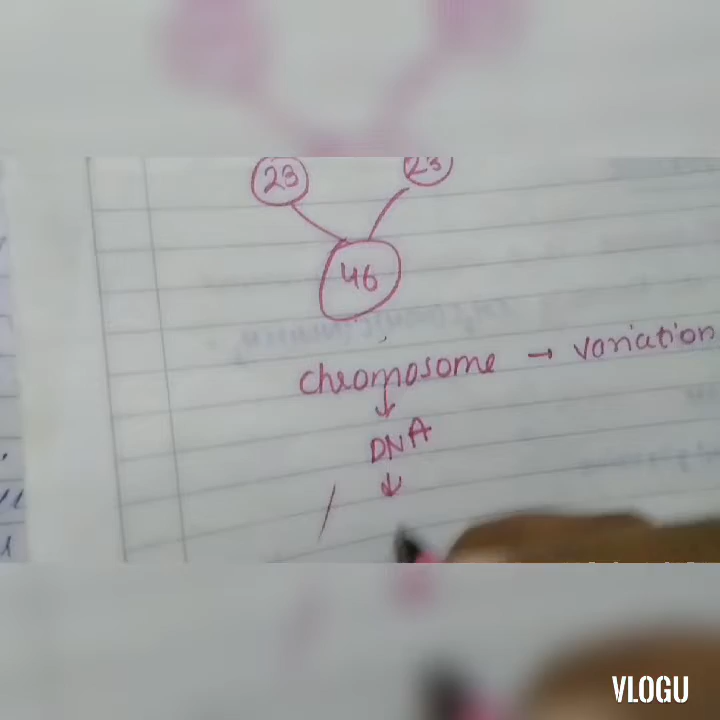 23 23
46
chromosome → variation
↓
DNA
↓
VLOGU